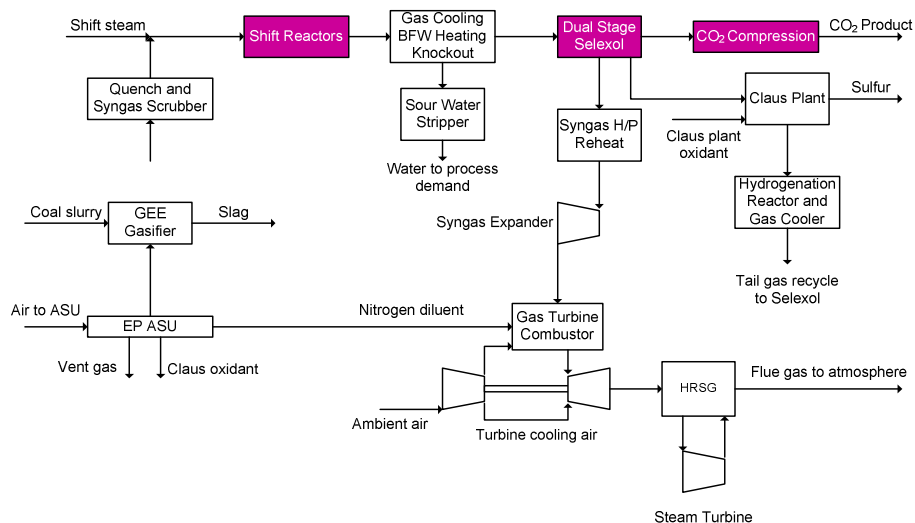 Shift steam
Shift Reactors
Gas Cooling
BFW Heating
Knockout
Dual Stage
Selexol
CO2 Compression
CO2 Product
Quench and
Syngas Scrubber
Sour Water
Stripper
Water to process
demand
Syngas H/P
Reheat
Claus Plant
Sulfur
Claus plant
oxidant
Hydrogenation
Reactor and
Gas Cooler
Tail gas recycle
to Selexol
Coal slurry
GEE
Gasifier
Slag
Syngas Expander
Air to ASU
EP ASU
Nitrogen diluent
Gas Turbine
Combustor
Vent gas
Claus oxidant
Ambient air
Turbine cooling air
HRSG
Flue gas to atmosphere
Steam Turbine